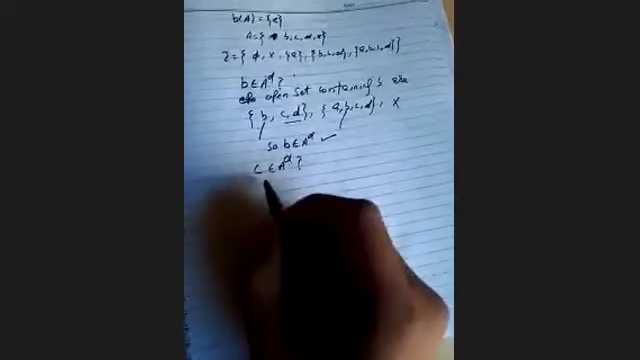 b(A) = {e}
A = { b, c, d, e}
τ = { ϕ, X, {a}, {b, c, d}, {a, b, c, d} }
b ∈ A^d ?
open set containing b are
{ b, c, d}, { a, b, c, d}, X
So b ∈ A^d ✓
c ∈ A^d ?